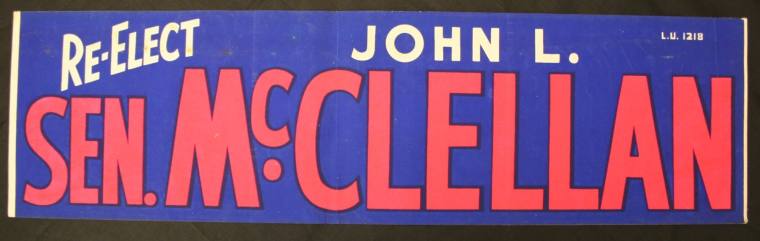 RE-ELECT JOHN L.
L.U. 1218
SEN. McCLELLAN